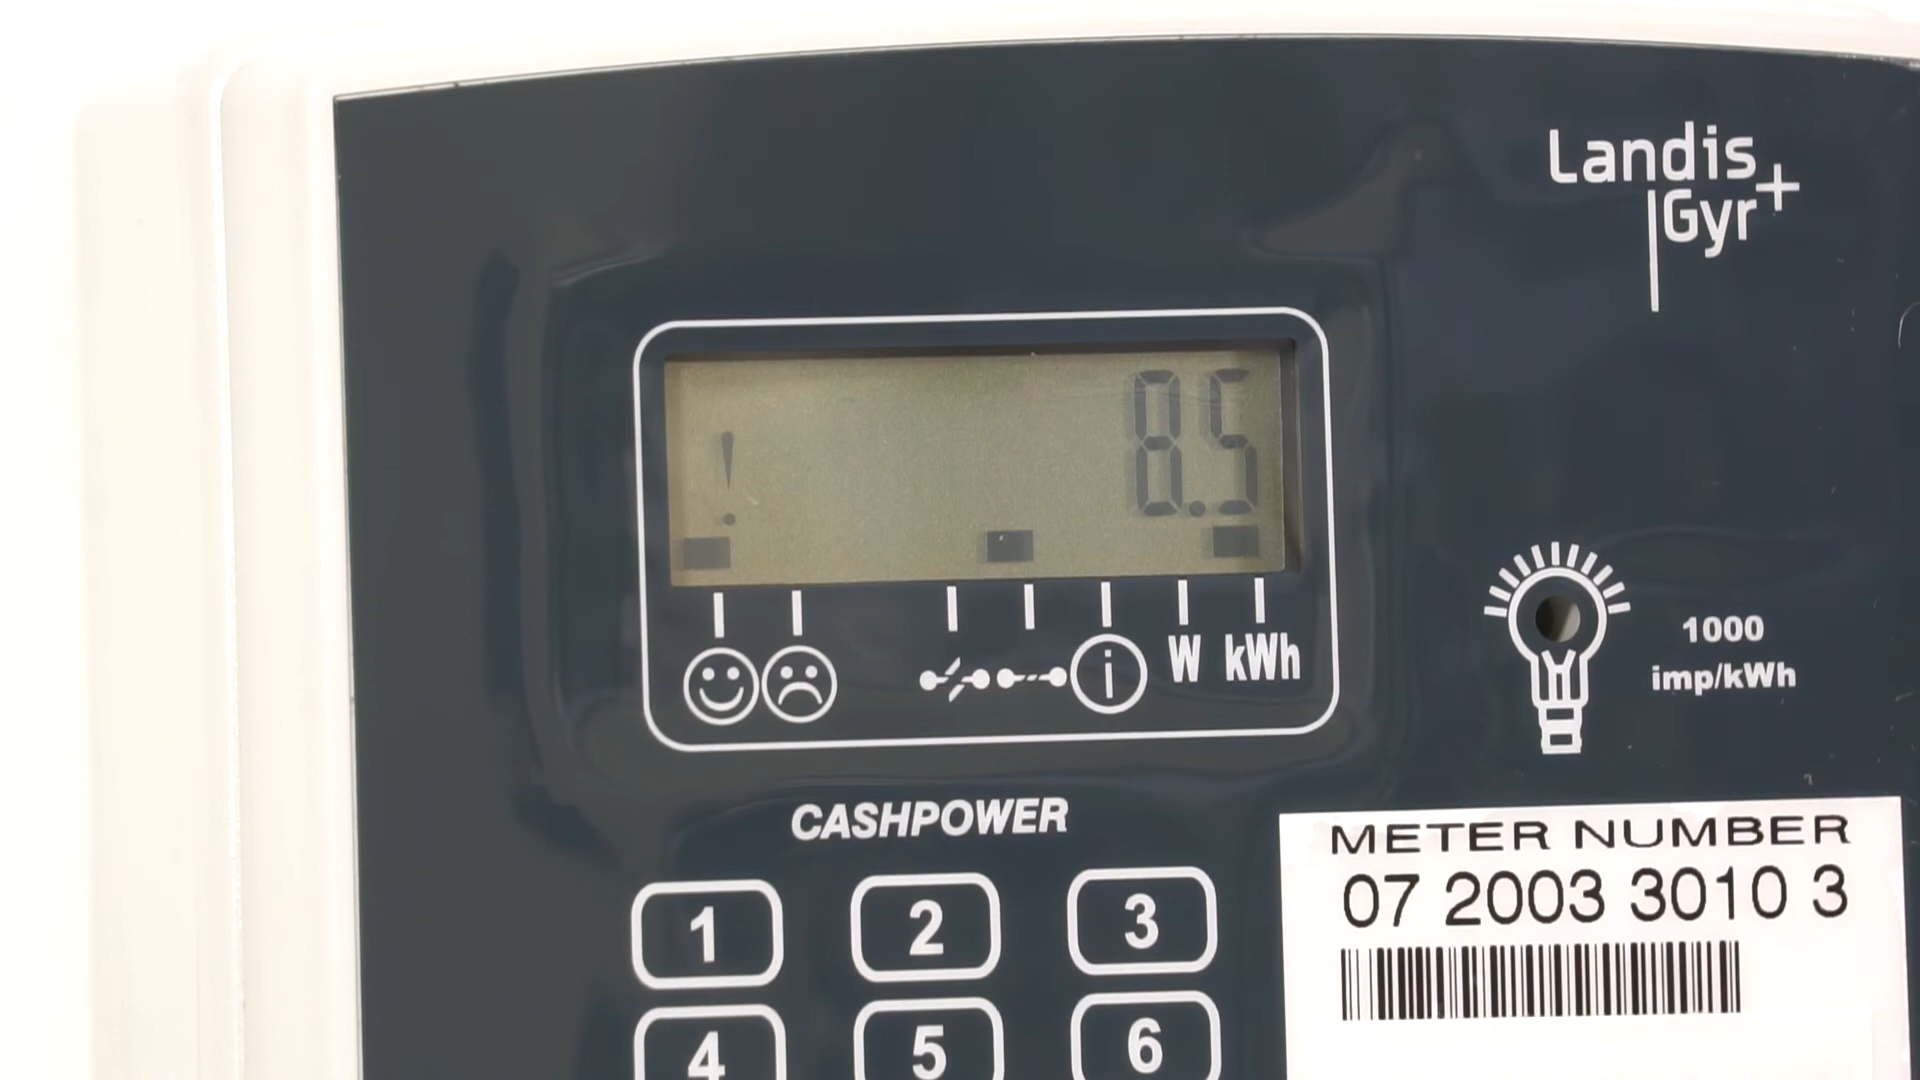 Landis
Gyr+
8.5
!
i
W
kWh
1000
imp/kWh
CASHPOWER
METER NUMBER
07 2003 3010 3
1
2
3
4
5
6